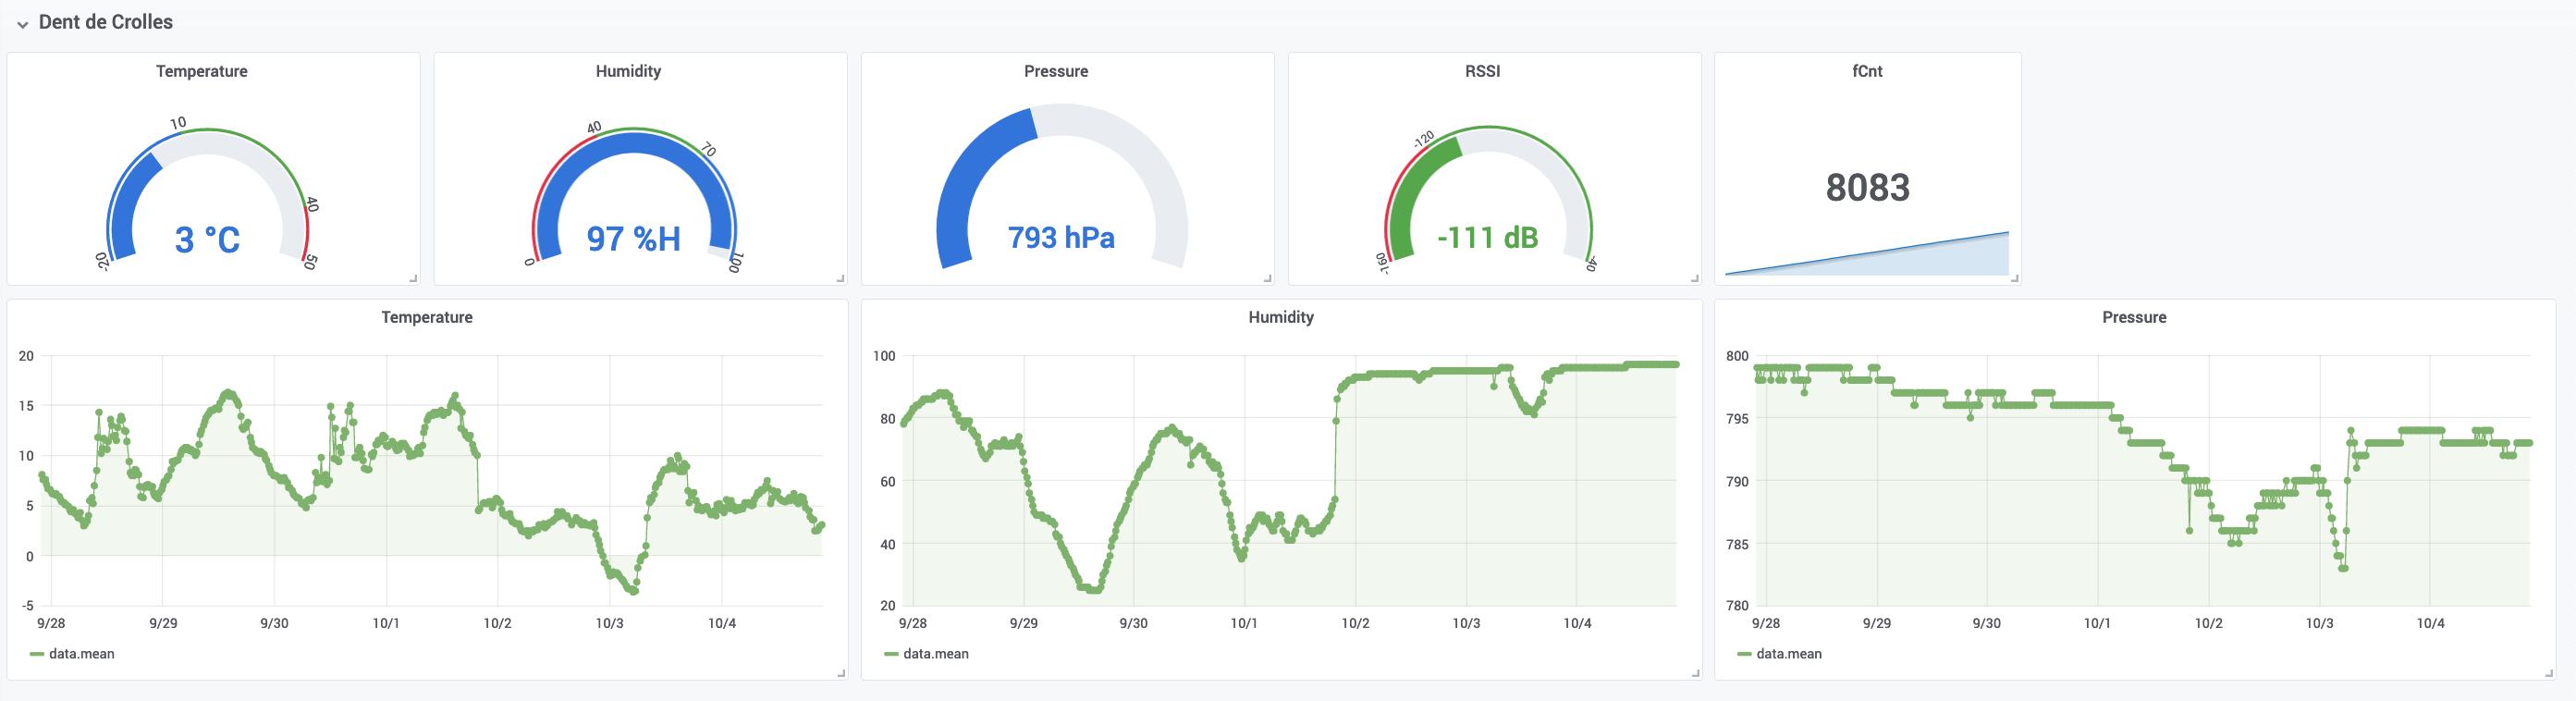 Dent de Crolles
Temperature
-20
10
40
50
3 °C
Humidity
0
40
70
100
97 %H
Pressure
793 hPa
RSSI
-160
-120
-40
-111 dB
fCnt
8083
Temperature
20
15
10
5
0
-5
9/28 9/29 9/30 10/1 10/2 10/3 10/4
data.mean
Humidity
100
80
60
40
20
9/28 9/29 9/30 10/1 10/2 10/3 10/4
data.mean
Pressure
800
795
790
785
780
9/28 9/29 9/30 10/1 10/2 10/3 10/4
data.mean